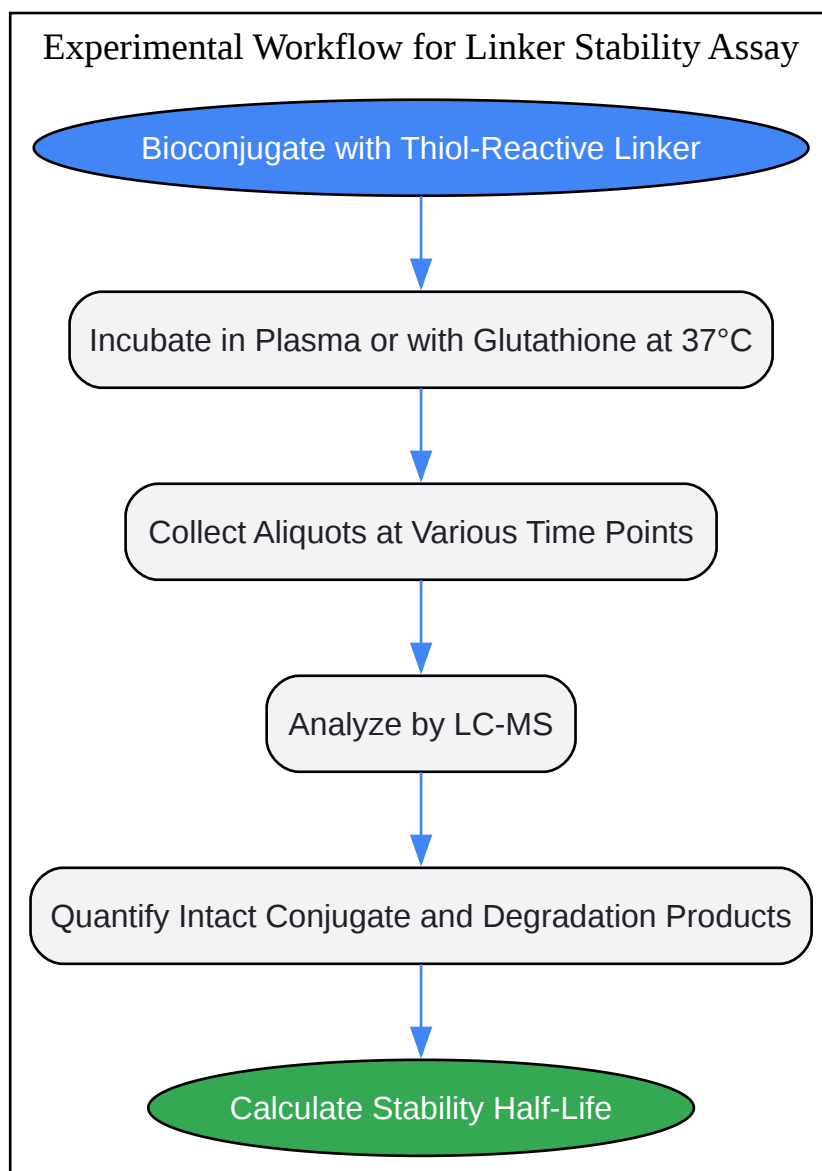 Experimental Workflow for Linker Stability Assay
Bioconjugate with Thiol-Reactive Linker
Incubate in Plasma or with Glutathione at 37°C
Collect Aliquots at Various Time Points
Analyze by LC-MS
Quantify Intact Conjugate and Degradation Products
Calculate Stability Half-Life